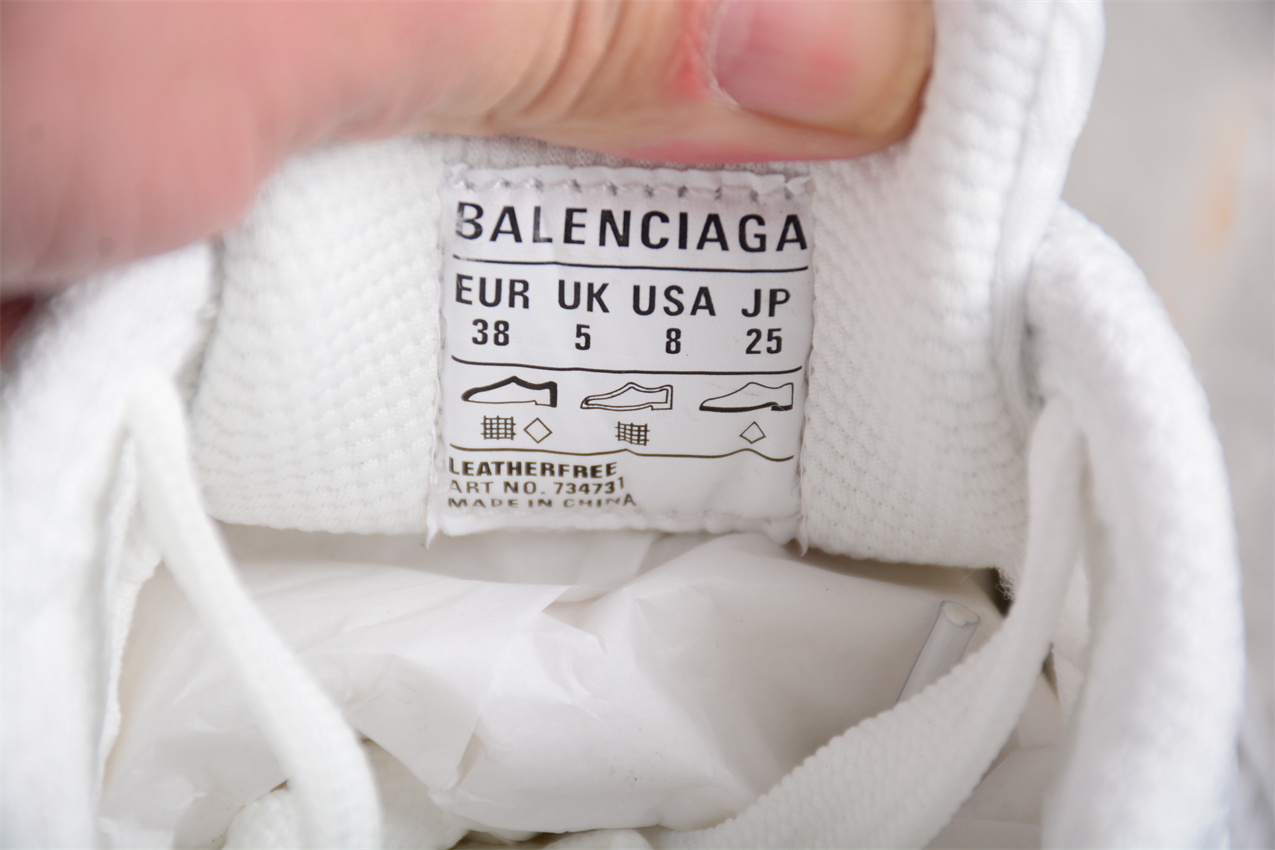 BALENCIAGA
EUR UK USA JP
38 5 8 25
LEATHERFREE
ART NO. 734731
MADE IN CHINA